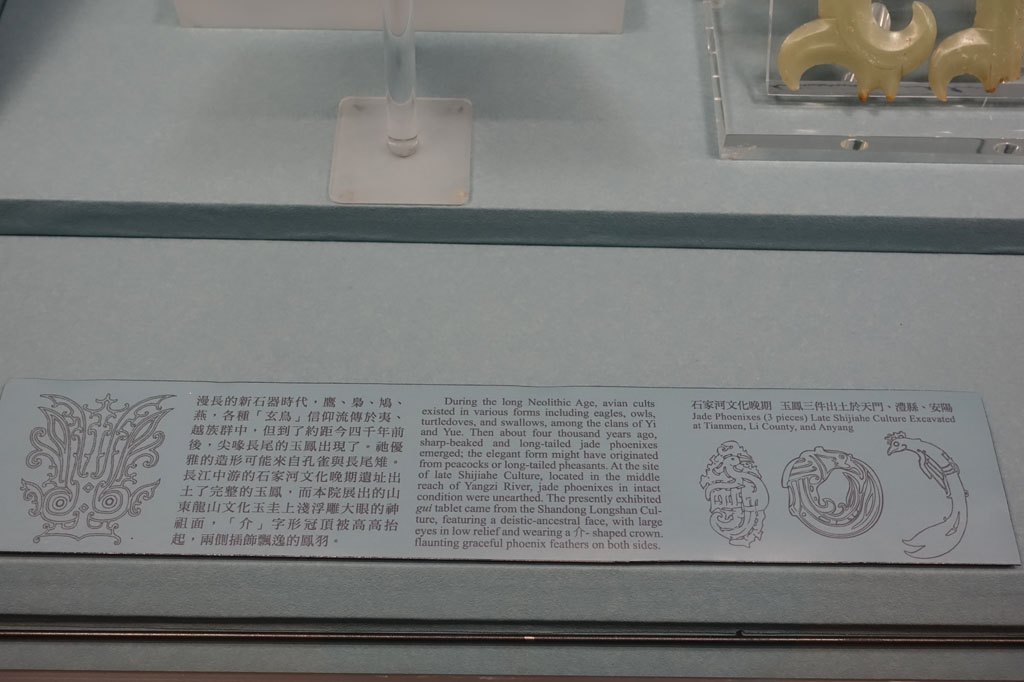 漫長的新石器時代，鷹、梟、鳩、
燕，各種「玄鳥」信仰流傳於夷、
越族群中，但到了約距今四千年前
後，尖喙長尾的玉鳳出現了。祂優
雅的造形可能來自孔雀與長尾雉。
長江中游的石家河文化晚期遺址出
土了完整的玉鳳，而本院展出的山
東龍山文化玉圭上淺浮雕大眼的神
祖面，「介」字形冠頂被高高抬
起，兩側插飾飄逸的鳳羽。
During the long Neolithic Age, avian cults
existed in various forms including eagles, owls,
turtledoves, and swallows, among the clans of Yi
and Yue. Then about four thousand years ago,
sharp-beaked and long-tailed jade phoenixes
emerged; the elegant form might have originated
from peacocks or long-tailed pheasants. At the site
of late Shijiahe Culture, located in the middle
reach of Yangzi River, jade phoenixes in intact
condition were unearthed. The presently exhibited
gui tablet came from the Shandong Longshan Cul-
ture, featuring a deistic-ancestral face, with large
eyes in low relief and wearing a 介- shaped crown,
flaunting graceful phoenix feathers on both sides.
石家河文化晚期 玉鳳三件出土於天門、澧縣、安陽
Jade Phoenixes (3 pieces) Late Shijiahe Culture Excavated
at Tianmen, Li County, and Anyang